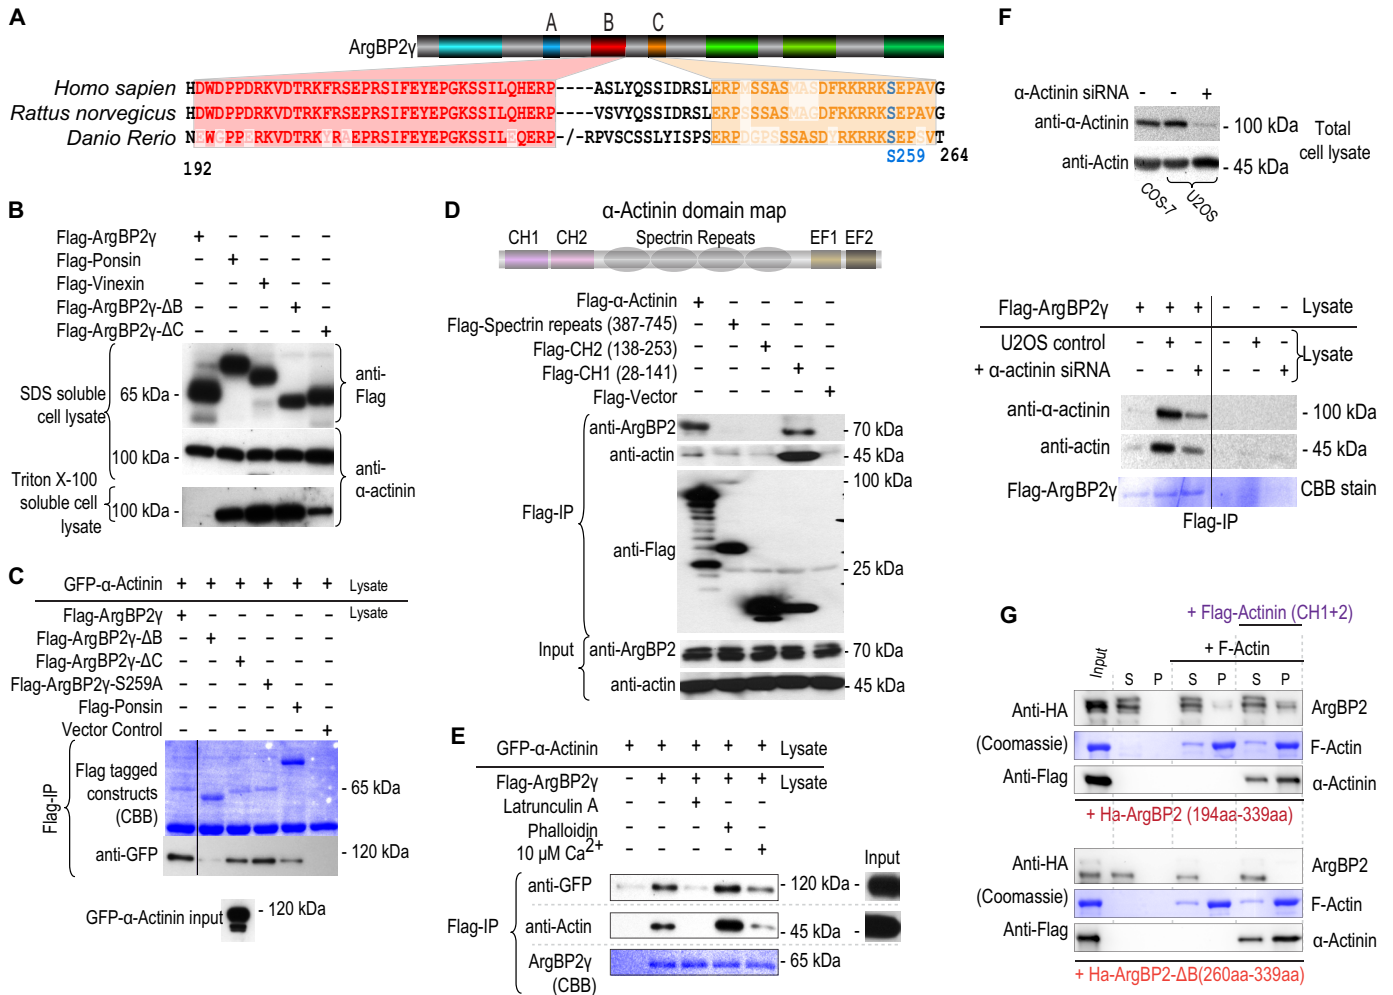 A
A B C
ArgBP2γ
Homo sapien HDWDPPDRKVDTRKFRSEPRSIFEYEPGKSSILQHERP----ASLYQSSIDRSLERPMSSASMASDFRKRRKSEPAVG
Rattus norvegicus HDWDPPDRKVDTRKFRSEPRSIFEYEPGKSSILQHERP----VSVYQSSIDRSLERPSSSASMAGDFRKRRKSEPAVG
Danio Rerio NEWGPPERKVDTRKYRAEPRSIFEYEPGKSSILEQERP-/-RPVSCSSLYISPSERPDGPSSSASDYRKRRKSEPSVT
192 S259 264
B
Flag-ArgBP2γ + – – – –
Flag-Ponsin – + – – –
Flag-Vinexin – – + – –
Flag-ArgBP2γ-ΔB – – – + –
Flag-ArgBP2γ-ΔC – – – – +
SDS soluble
cell lysate
65 kDa -
anti-
Flag
100 kDa -
anti-
α-actinin
Triton X-100
soluble cell
lysate
100 kDa -
C
GFP-α-Actinin + + + + + + Lysate
Flag-ArgBP2γ + – – – – – Lysate
Flag-ArgBP2γ-ΔB – + – – – –
Flag-ArgBP2γ-ΔC – – + – – –
Flag-ArgBP2γ-S259A – – – + – –
Flag-Ponsin – – – – + –
Vector Control – – – – – +
Flag-IP
Flag tagged
constructs
(CBB)
- 65 kDa
anti-GFP
- 120 kDa
GFP-α-Actinin input
- 120 kDa
D
α-Actinin domain map
CH1 CH2 Spectrin Repeats EF1 EF2
Flag-α-Actinin + – – – –
Flag-Spectrin repeats (387-745) – + – – –
Flag-CH2 (138-253) – – + – –
Flag-CH1 (28-141) – – – + –
Flag-Vector – – – – +
Flag-IP
anti-ArgBP2 - 70 kDa
anti-actin - 45 kDa
- 100 kDa
anti-Flag
- 25 kDa
Input
anti-ArgBP2 - 70 kDa
anti-actin - 45 kDa
E
GFP-α-Actinin + + + + + Lysate
Flag-ArgBP2γ – + + + + Lysate
Latrunculin A – – + – –
Phalloidin – – – + –
10 µM Ca2+ – – – – +
Input
Flag-IP
anti-GFP - 120 kDa -
anti-Actin - 45 kDa -
ArgBP2γ
(CBB)
- 65 kDa
F
α-Actinin siRNA - - +
anti-α-Actinin - 100 kDa
anti-Actin - 45 kDa
Total
cell lysate
COS-7 U2OS
Flag-ArgBP2γ + + + – – – Lysate
U2OS control – + – – + –
+ α-actinin siRNA – – + – – +
Lysate
anti-α-actinin - 100 kDa
anti-actin - 45 kDa
Flag-ArgBP2γ CBB stain
Flag-IP
G
+ Flag-Actinin (CH1+2)
+ F-Actin
Input S P S P S P
Anti-HA ArgBP2
(Coomassie) F-Actin
Anti-Flag α-Actinin
+ Ha-ArgBP2 (194aa-339aa)
Anti-HA ArgBP2
(Coomassie) F-Actin
Anti-Flag α-Actinin
+ Ha-ArgBP2-ΔB(260aa-339aa)